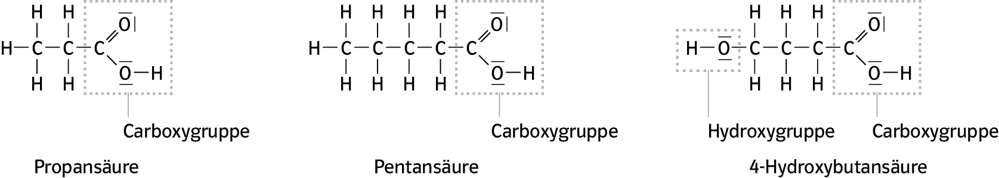 H H O
H C C C
H H O H
Carboxygruppe
Propansäure
H H H H O
H C C C C C
H H H H O H
Carboxygruppe
Pentansäure
H H H O
H O C C C C
H H H O H
Hydroxygruppe Carboxygruppe
4-Hydroxybutansäure